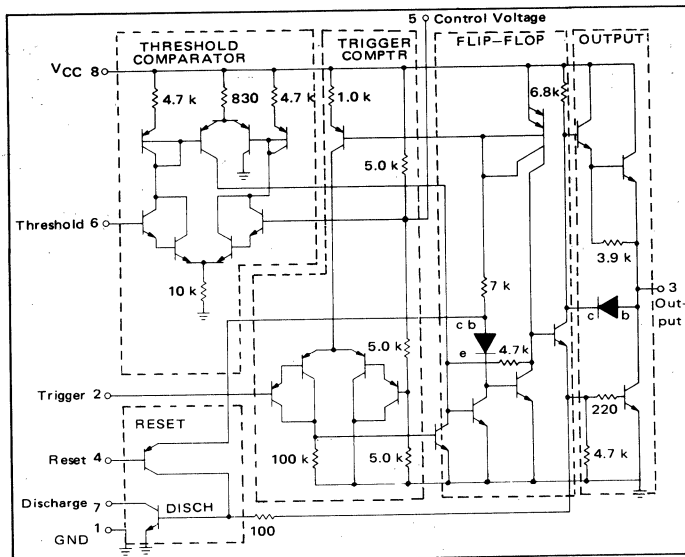 5 Control Voltage
THRESHOLD
COMPARATOR
TRIGGER
COMPTR
FLIP-FLOP
OUTPUT
VCC 8
4.7 k
830
4.7 k
1.0 k
6.8k
5.0 k
Threshold 6
3.9 k
10 k
7 k
3
Out-
put
c b
c
b
5.0 k
e
4.7k
Trigger 2
220
RESET
Reset 4
100 k
5.0 k
4.7 k
Discharge
7
DISCH
1
GND
100